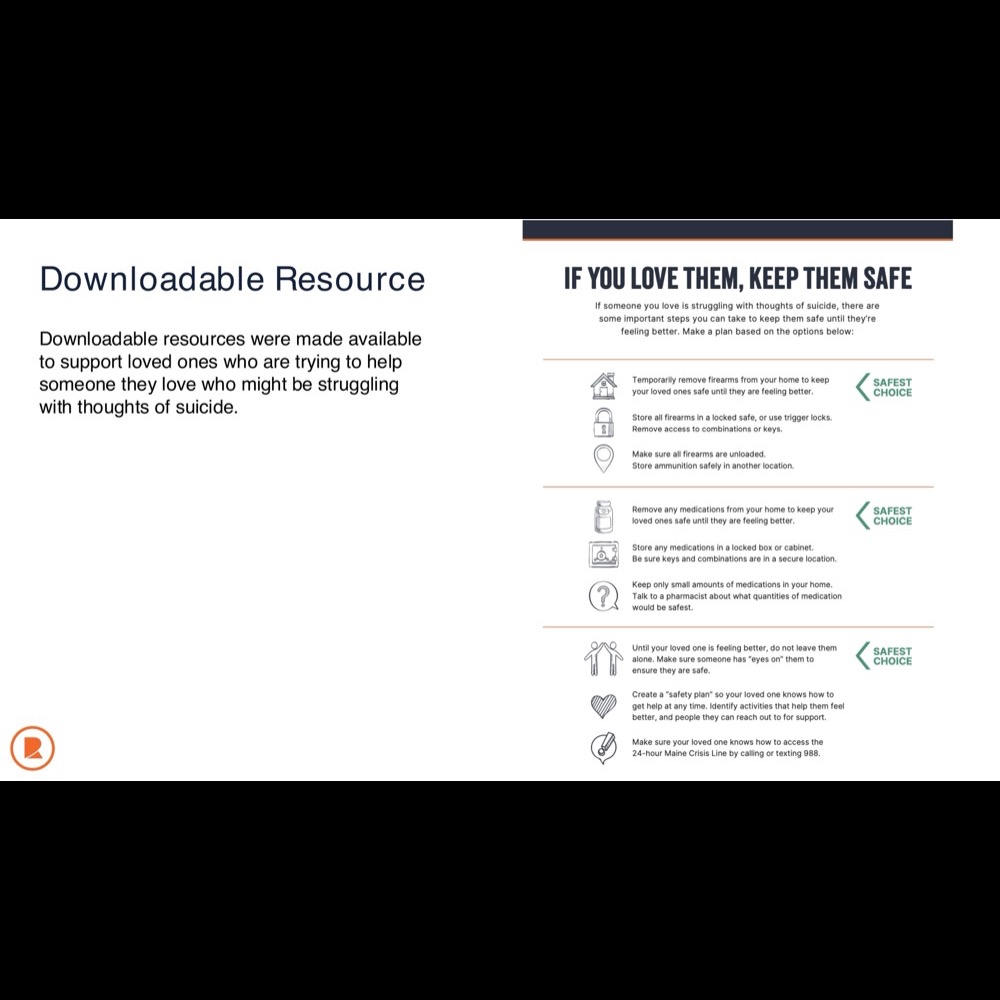 Downloadable Resource
Downloadable resources were made available
to support loved ones who are trying to help
someone they love who might be struggling
with thoughts of suicide.
IF YOU LOVE THEM, KEEP THEM SAFE
If someone you love is struggling with thoughts of suicide, there are
some important steps you can take to keep them safe until they're
feeling better. Make a plan based on the options below:
Temporarily remove firearms from your home to keep
your loved ones safe until they are feeling better.
SAFEST
CHOICE
Store all firearms in a locked safe, or use trigger locks.
Remove access to combinations or keys.
Make sure all firearms are unloaded.
Store ammunition safely in another location.
Remove any medications from your home to keep your
loved ones safe until they are feeling better.
SAFEST
CHOICE
Store any medications in a locked box or cabinet.
Be sure keys and combinations are in a secure location.
Keep only small amounts of medications in your home.
Talk to a pharmacist about what quantities of medication
would be safest.
Until your loved one is feeling better, do not leave them
alone. Make sure someone has "eyes on" them to
ensure they are safe.
SAFEST
CHOICE
Create a "safety plan" so your loved one knows how to
get help at any time. Identify activities that help them feel
better, and people they can reach out to for support.
Make sure your loved one knows how to access the
24-hour Maine Crisis Line by calling or texting 988.